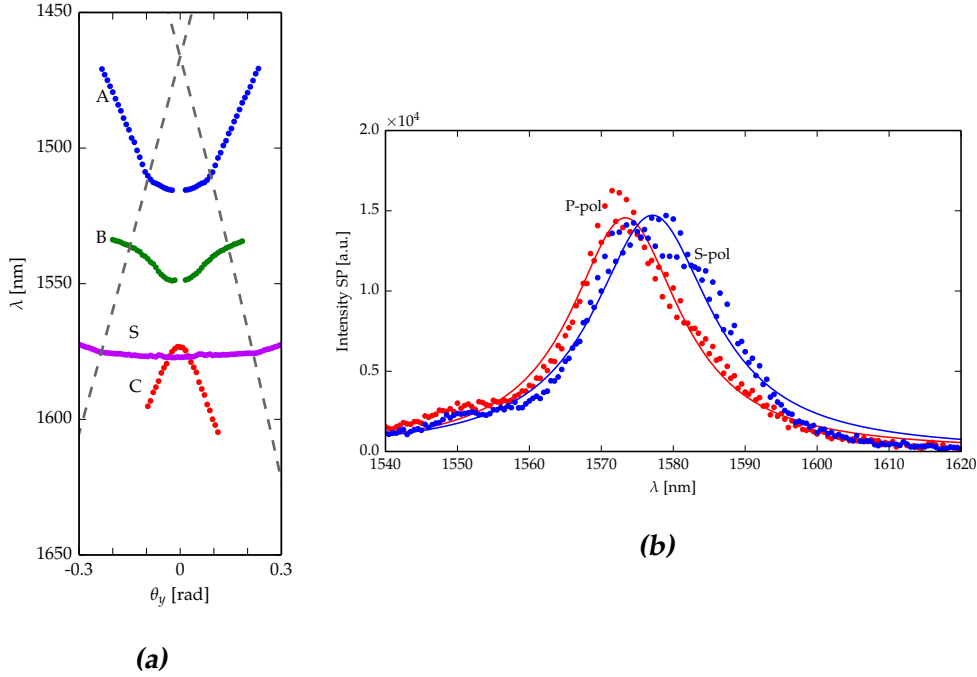 1450
1500
1550
1600
1650
λ [nm]
A
B
S
C
-0.3
0
0.3
θy [rad]
(a)
2.0
×10⁴
1.5
1.0
0.5
0.0
Intensity SP [a.u.]
P-pol
S-pol
1540
1550
1560
1570
1580
1590
1600
1610
1620
λ [nm]
(b)